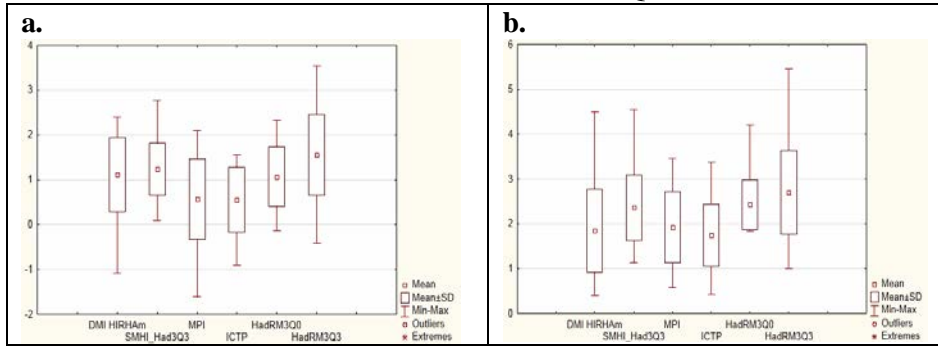 a.
4
3
2
1
0
-1
-2
DMI HIRHAm MPI HadRM3Q0
SMHI_Had3Q3 ICTP HadRM3Q3
Mean
Mean±SD
Min-Max
Outliers
Extremes
b.
6
5
4
3
2
1
0
DMI HIRHAm MPI HadRM3Q0
SMHI_Had3Q3 ICTP HadRM3Q3
Mean
Mean±SD
Min-Max
Outliers
Extremes